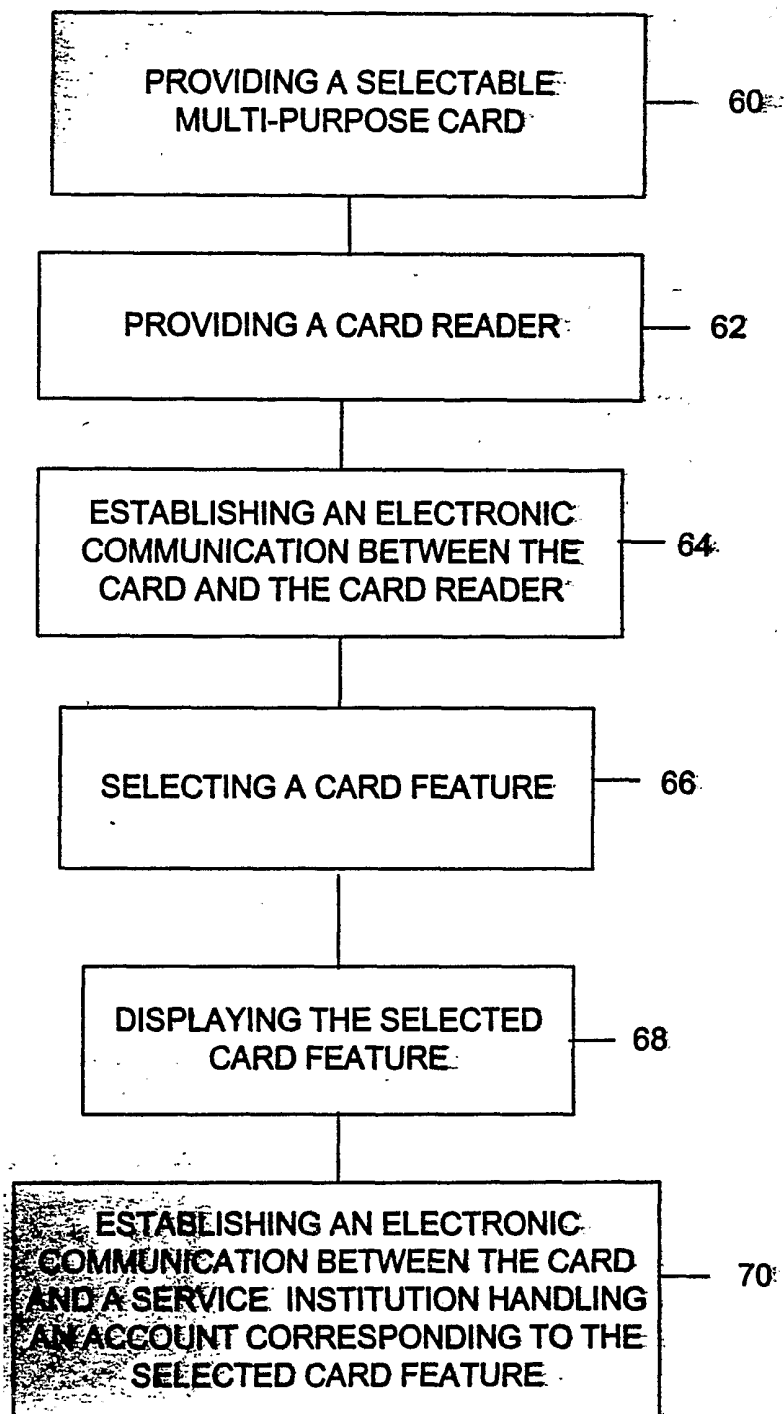 PROVIDING A SELECTABLE
MULTI-PURPOSE CARD
60
PROVIDING A CARD READER
62
ESTABLISHING AN ELECTRONIC
COMMUNICATION BETWEEN THE
CARD AND THE CARD READER
64
SELECTING A CARD FEATURE
66
DISPLAYING THE SELECTED
CARD FEATURE
68
ESTABLISHING AN ELECTRONIC
COMMUNICATION BETWEEN THE CARD
AND A SERVICE INSTITUTION HANDLING
AN ACCOUNT CORRESPONDING TO THE
SELECTED CARD FEATURE
70